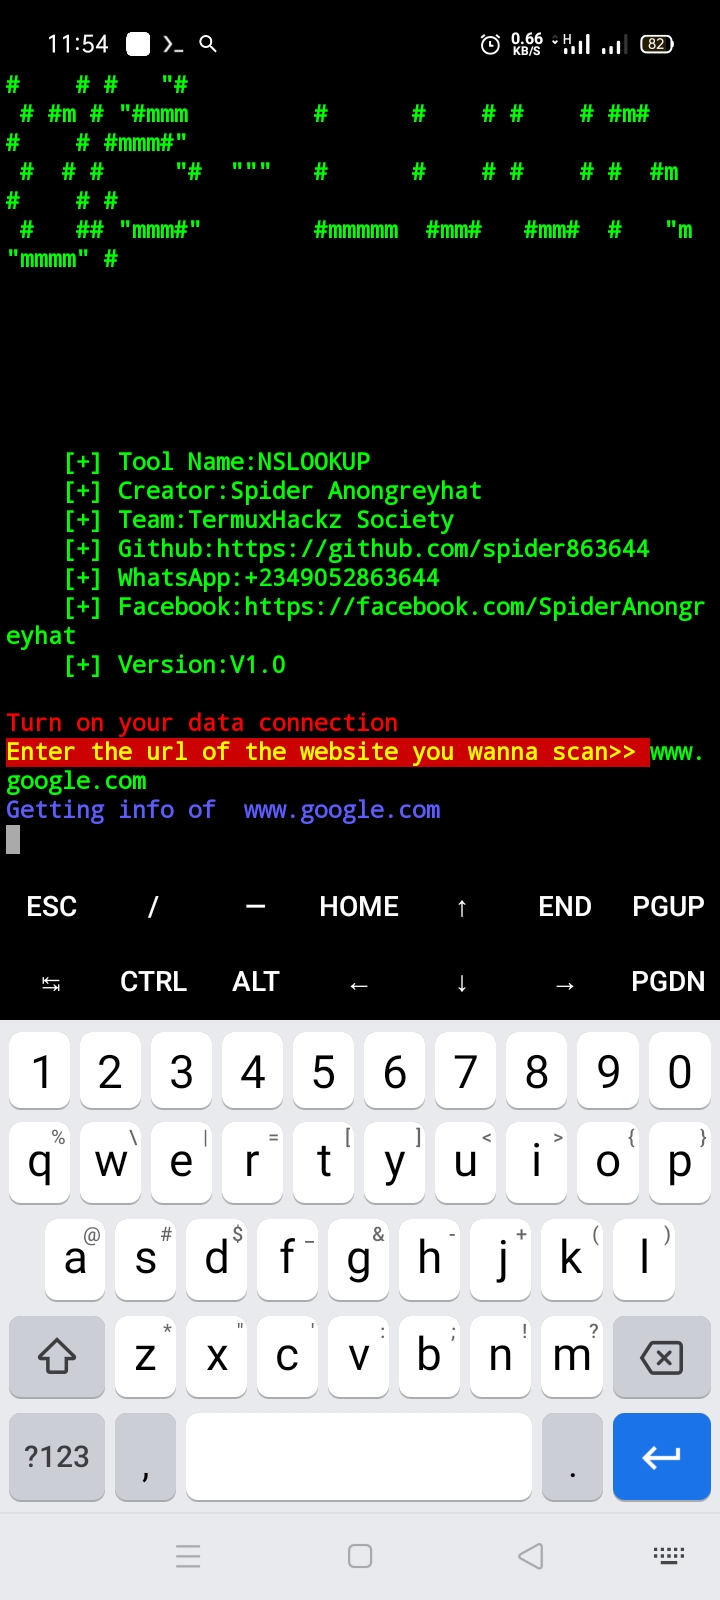 11:54
0.66
KB/S
H
82
#    # #   "#
 # #m # "#mmm         #      #    # #    # #m#
#    # #mmm#"
 #  # #     "#  """   #      #    # #    # #  #m
#    # #
 #   ## "mmm#"        #mmmmm  #mm#   #mm#  #    "m
"mmmm" #
[+] Tool Name:NSLOOKUP
[+] Creator:Spider Anongreyhat
[+] Team:TermuxHackz Society
[+] Github:https://github.com/spider863644
[+] WhatsApp:+2349052863644
[+] Facebook:https://facebook.com/SpiderAnongr
eyhat
[+] Version:V1.0
Turn on your data connection
Enter the url of the website you wanna scan>> www.
google.com
Getting info of  www.google.com
ESC / — HOME ↑ END PGUP
↹ CTRL ALT ← ↓ → PGDN
1 2 3 4 5 6 7 8 9 0
% \ | = [ ] < > { }
q w e r t y u i o p
@ # $ _ & - + ( )
a s d f g h j k l
* " ' : ; ! ?
z x c v b n m
?123 , .